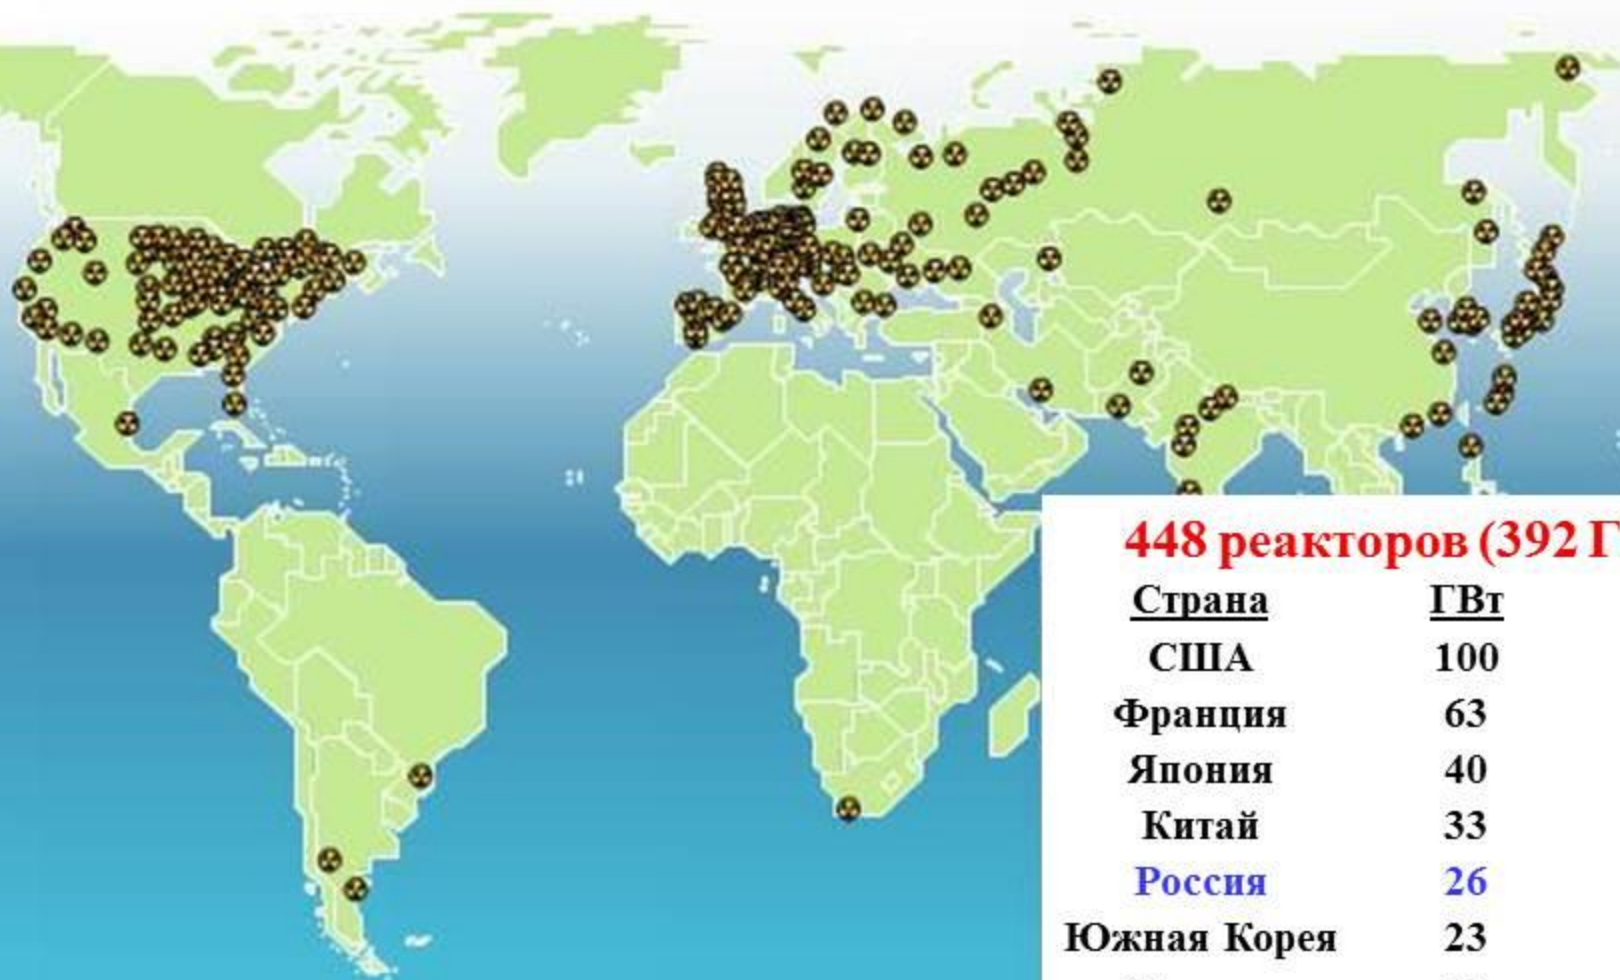 448 реакторов (392 Г
Страна ГВт
США 100
Франция 63
Япония 40
Китай 33
Россия 26
Южная Корея 23